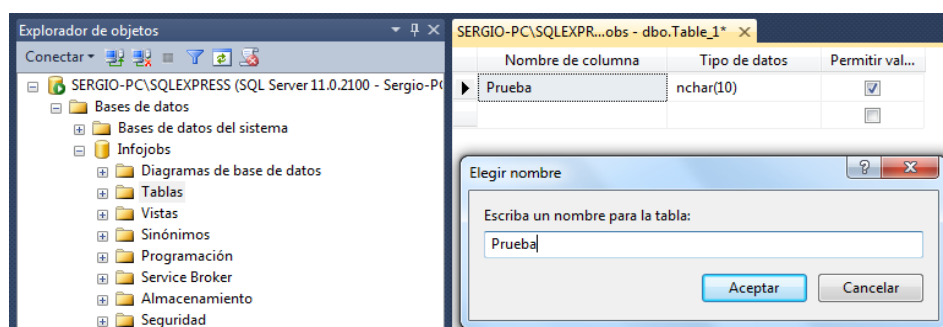 Explorador de objetos
Conectar
SERGIO-PC\SQLEXPRESS (SQL Server 11.0.2100 - Sergio-P
Bases de datos
Bases de datos del sistema
Infojobs
Diagramas de base de datos
Tablas
Vistas
Sinónimos
Programación
Service Broker
Almacenamiento
Seguridad
SERGIO-PC\SQLEXPR...obs - dbo.Table_1*
Nombre de columna Tipo de datos Permitir val...
Prueba nchar(10)
Elegir nombre
Escriba un nombre para la tabla:
Prueba
Aceptar Cancelar